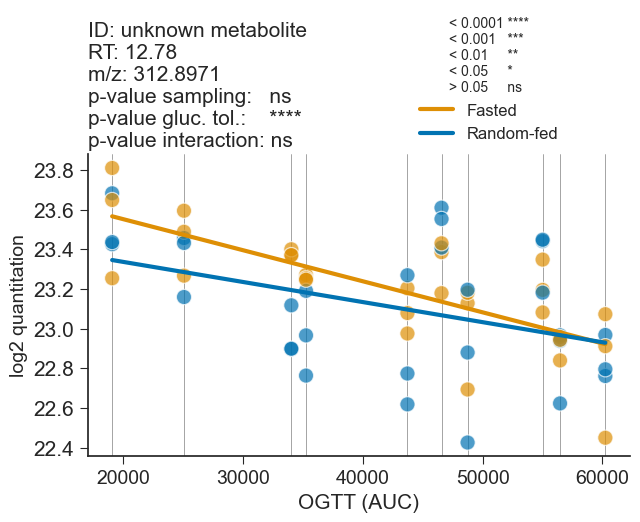 ID: unknown metabolite
RT: 12.78
m/z: 312.8971
p-value sampling: ns
p-value gluc. tol.: ****
p-value interaction: ns
< 0.0001 ****
< 0.001 ***
< 0.01 **
< 0.05 *
> 0.05 ns
Fasted
Random-fed
log2 quantitation
23.8
23.6
23.4
23.2
23.0
22.8
22.6
22.4
20000 30000 40000 50000 60000
OGTT (AUC)